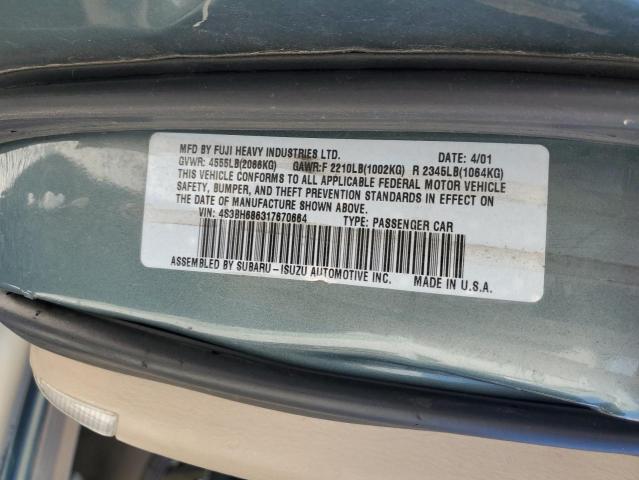 MFD BY FUJI HEAVY INDUSTRIES LTD. DATE: 4/01
GVWR: 4555LB(2066KG) GAWR:F 2210LB(1002KG) R 2345LB(1064KG)
THIS VEHICLE CONFORMS TO ALL APPLICABLE FEDERAL MOTOR VEHICLE
SAFETY, BUMPER, AND THEFT PREVENTION STANDARDS IN EFFECT ON
THE DATE OF MANUFACTURE SHOWN ABOVE.
VIN: 4S3BH686317670664 TYPE: PASSENGER CAR
ASSEMBLED BY SUBARU-ISUZU AUTOMOTIVE INC. MADE IN U.S.A.